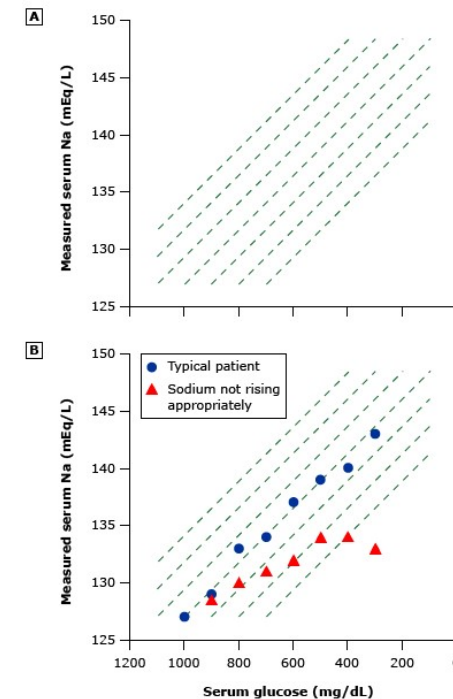 A
150
145
140
135
130
125
Measured serum Na (mEq/L)
B
150
145
140
135
130
125
Measured serum Na (mEq/L)
Typical patient
Sodium not rising
appropriately
1200 1000 800 600 400 200
Serum glucose (mg/dL)